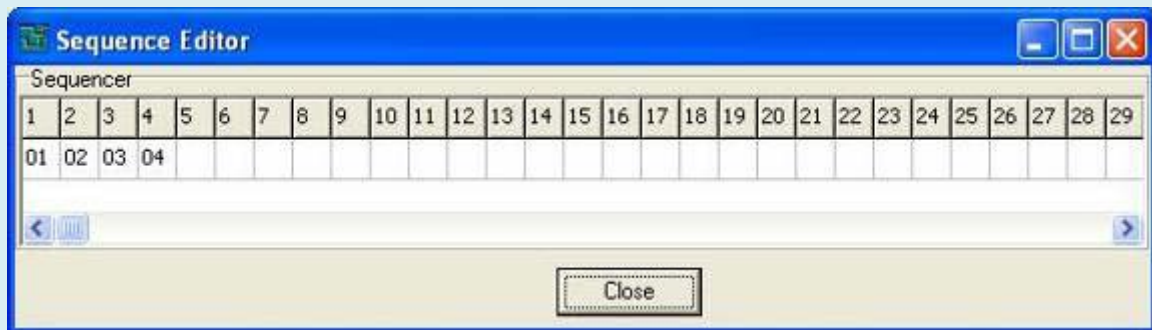 Sequence Editor
Sequencer
1 2 3 4 5 6 7 8 9 10 11 12 13 14 15 16 17 18 19 20 21 22 23 24 25 26 27 28 29
01 02 03 04
Close